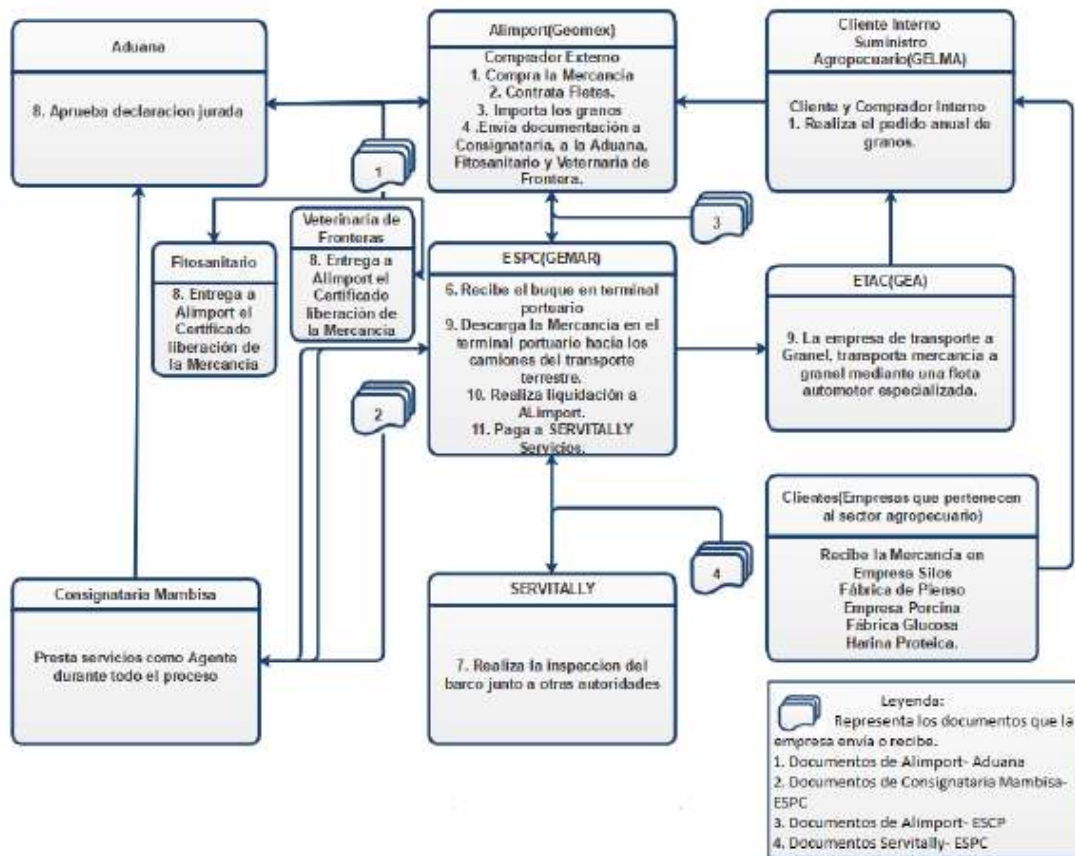 Aduana
8. Aprueba declaracion jurada
Alimport(Geomex)
Comprador Externo
1. Compra la Mercancía
2. Contrata Fletes.
3. Importa los granos
4 .Envía documentación a
Consignataria, a la Aduana,
Fitosanitario y Veternaria de
Frontera.
Cliente Interno
Suministro
Agropecuario(GELMA)
Cliente y Comprador Interno
1. Realiza el pedido anual de
granos.
1
3
Fitosanitario
8. Entrega a
Alimport el
Certificado
liberación de
la Mercancia
Veterinaria de
Fronteras
8. Entrega a
Alimport el
Certificado
liberación de
la Mercancia
ESPC(GEMAR)
6. Recibe el buque en terminal
portuario
9. Descarga la Mercancia en el
terminal portuario hacia los
camiones del transporte
terrestre.
10. Realiza liquidación a
ALimport.
11. Paga a SERVITALLY
Servicios.
ETAC(GEA)
9. La empresa de transporte a
Granel, transporta mercancia a
granel mediante una flota
automotor especializada.
2
Clientes(Empresas que pertenecen
al sector agropecuario)
Recibe la Mercancía en
Empresa Silos
Fábrica de Pienso
Empresa Porcina
Fábrica Glucosa
Harina Proteica.
4
Consignataria Mambisa
Presta servicios como Agente
durante todo el proceso
SERVITALLY
7. Realiza la inspeccion del
barco junto a otras autoridades
Leyenda:
Representa los documentos que la
empresa envía o recibe.
1. Documentos de Alimport- Aduana
2. Documentos de Consignataria Mambisa-
ESPC
3. Documentos de Alimport- ESCP
4. Documentos Servitally- ESPC